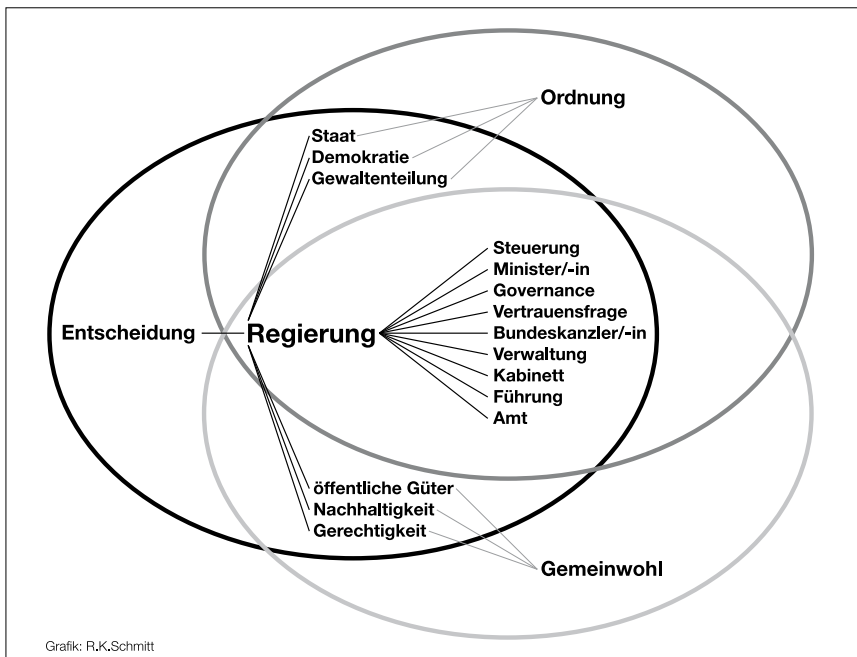 Ordnung
Staat
Demokratie
Gewaltenteilung
Steuerung
Minister/-in
Governance
Vertrauensfrage
Entscheidung
Regierung
Bundeskanzler/-in
Verwaltung
Kabinett
Führung
Amt
öffentliche Güter
Nachhaltigkeit
Gerechtigkeit
Gemeinwohl
Grafik: R.K.Schmitt